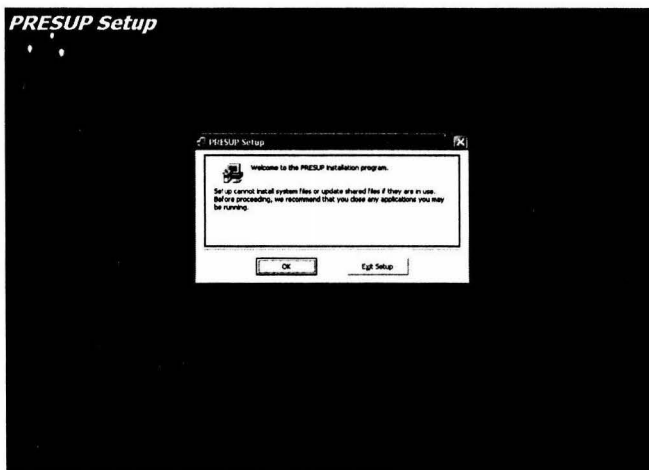 PRESUP Setup
PRESUP Setup
Welcome to the PRESUP installation program.
Setup cannot install system files or update shared files if they are in use.
Before proceeding, we recommend that you close any applications you may
be running.
OK
Exit Setup